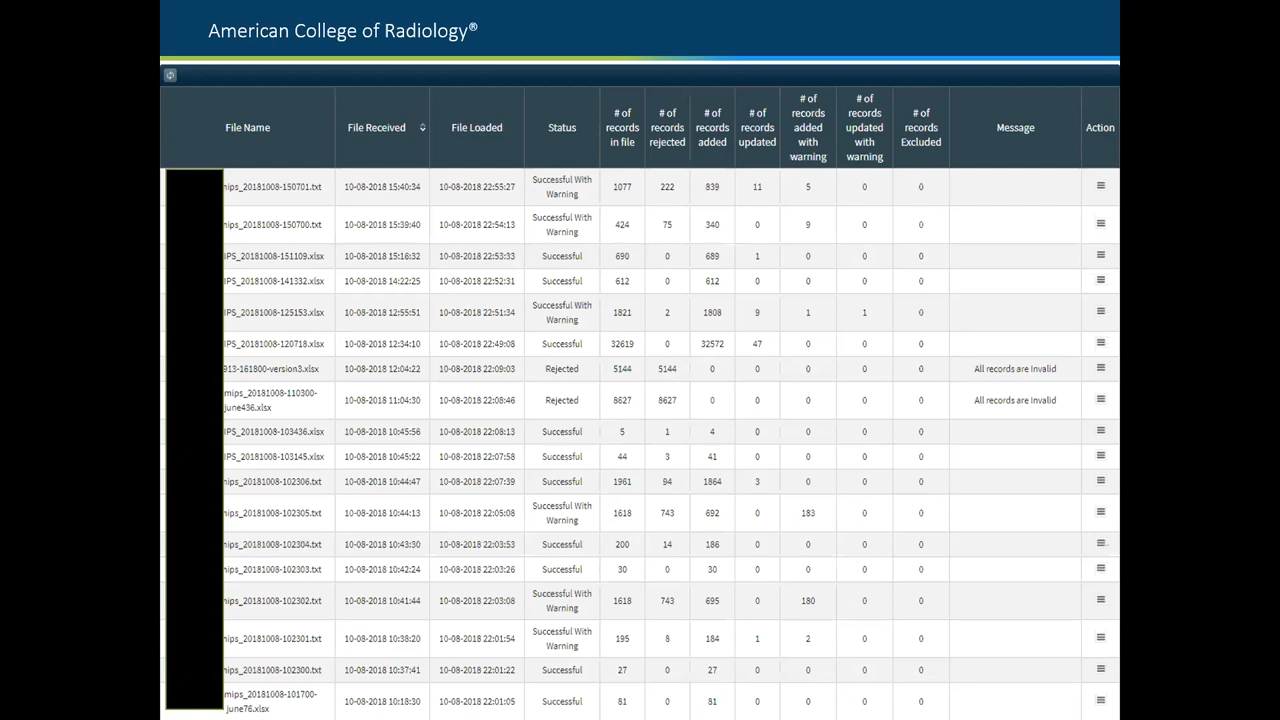 American College of Radiology®
File Name File Received File Loaded Status # of records in file # of records rejected # of records added # of records updated # of records added with warning # of records updated with warning # of records Excluded Message Action
nips_20181008-150701.txt 10-08-2018 15:40:34 10-08-2018 22:55:27 Successful With Warning 1077 222 839 11 5 0 0
nips_20181008-150700.txt 10-08-2018 15:39:40 10-08-2018 22:54:13 Successful With Warning 424 75 340 0 9 0 0
IPS_20181008-151109.xlsx 10-08-2018 15:16:32 10-08-2018 22:53:33 Successful 690 0 689 1 0 0 0
IPS_20181008-141332.xlsx 10-08-2018 14:22:25 10-08-2018 22:52:31 Successful 612 0 612 0 0 0 0
IPS_20181008-125153.xlsx 10-08-2018 12:55:51 10-08-2018 22:51:34 Successful With Warning 1821 2 1808 9 1 1 0
IPS_20181008-120718.xlsx 10-08-2018 12:34:10 10-08-2018 22:49:08 Successful 32619 0 32572 47 0 0 0
913-161800-version3.xlsx 10-08-2018 12:04:22 10-08-2018 22:09:03 Rejected 5144 5144 0 0 0 0 0 All records are Invalid
mips_20181008-110300-june436.xlsx 10-08-2018 11:04:30 10-08-2018 22:08:46 Rejected 8627 8627 0 0 0 0 0 All records are Invalid
IPS_20181008-103436.xlsx 10-08-2018 10:45:56 10-08-2018 22:08:13 Successful 5 1 4 0 0 0 0
IPS_20181008-103145.xlsx 10-08-2018 10:45:22 10-08-2018 22:07:58 Successful 44 3 41 0 0 0 0
nips_20181008-102306.txt 10-08-2018 10:44:47 10-08-2018 22:07:39 Successful 1961 94 1864 3 0 0 0
nips_20181008-102305.txt 10-08-2018 10:44:13 10-08-2018 22:05:08 Successful With Warning 1618 743 692 0 183 0 0
nips_20181008-102304.txt 10-08-2018 10:43:30 10-08-2018 22:03:53 Successful 200 14 186 0 0 0 0
nips_20181008-102303.txt 10-08-2018 10:42:24 10-08-2018 22:03:26 Successful 30 0 30 0 0 0 0
nips_20181008-102302.txt 10-08-2018 10:41:44 10-08-2018 22:03:08 Successful With Warning 1618 743 695 0 180 0 0
nips_20181008-102301.txt 10-08-2018 10:38:20 10-08-2018 22:01:54 Successful With Warning 195 8 184 1 2 0 0
nips_20181008-102300.txt 10-08-2018 10:37:41 10-08-2018 22:01:22 Successful 27 0 27 0 0 0 0
mips_20181008-101700-june76.xlsx 10-08-2018 10:18:30 10-08-2018 22:01:05 Successful 81 0 81 0 0 0 0